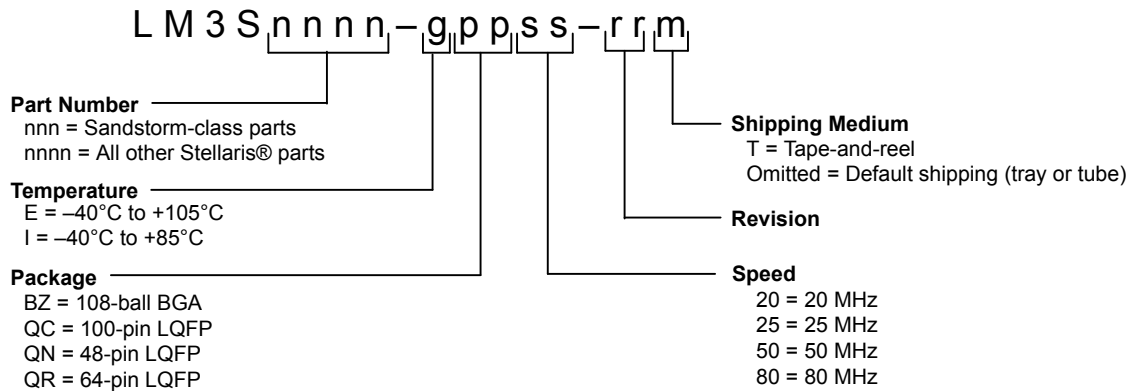 L M 3 S n n n n – g p p s s – r r m
Part Number
nnn = Sandstorm-class parts
nnnn = All other Stellaris® parts
Temperature
E = –40°C to +105°C
I = –40°C to +85°C
Package
BZ = 108-ball BGA
QC = 100-pin LQFP
QN = 48-pin LQFP
QR = 64-pin LQFP
Shipping Medium
T = Tape-and-reel
Omitted = Default shipping (tray or tube)
Revision
Speed
20 = 20 MHz
25 = 25 MHz
50 = 50 MHz
80 = 80 MHz